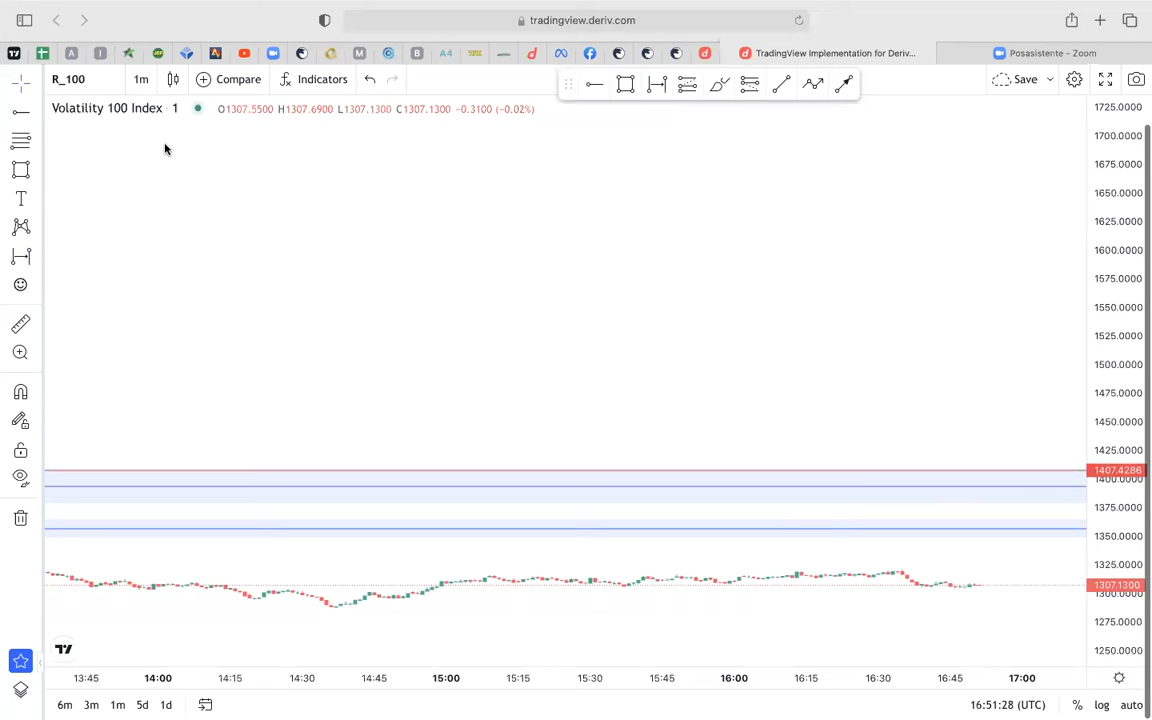 tradingview.deriv.com
A I A4 M B
TradingView Implementation for Deriv...
Posasistente - Zoom
R_100 1m Compare Indicators Save
Volatility 100 Index · 1 O1307.5500 H1307.6900 L1307.1300 C1307.1300 −0.3100 (−0.02%)
1725.0000
1700.0000
1675.0000
1650.0000
1625.0000
1600.0000
1575.0000
1550.0000
1525.0000
1500.0000
1475.0000
1450.0000
1425.0000
1407.4286
1400.0000
1375.0000
1350.0000
1325.0000
1307.1300
1300.0000
1275.0000
1250.0000
13:45 14:00 14:15 14:30 14:45 15:00 15:15 15:30 15:45 16:00 16:15 16:30 16:45 17:00
6m 3m 1m 5d 1d 16:51:28 (UTC) % log auto